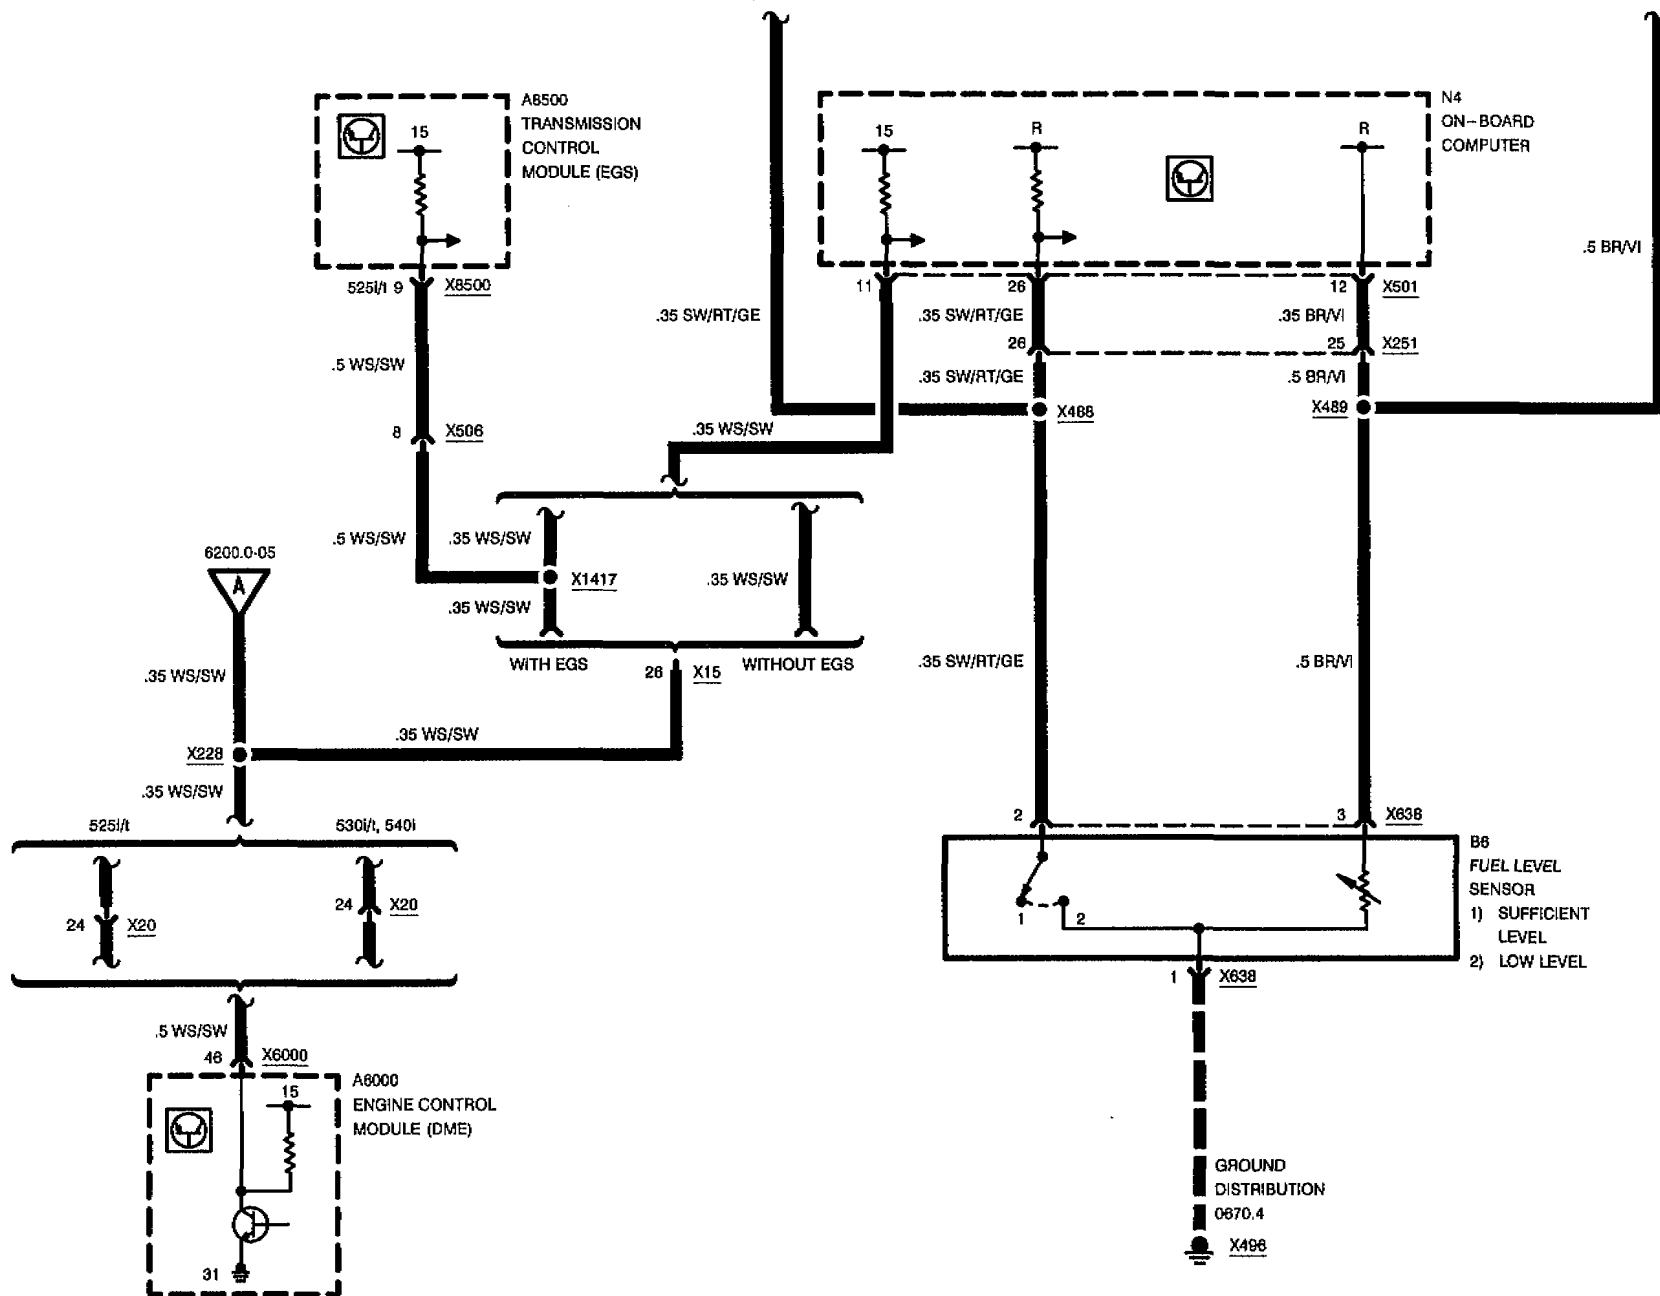 A8500
TRANSMISSION
CONTROL
MODULE (EGS)
15
525i/t 9 X8500
.5 WS/SW
8 X506
.5 WS/SW
N4
ON-BOARD
COMPUTER
15
R
R
11
26
12 X501
.35 SW/RT/GE
.35 SW/RT/GE
.35 BR/VI
.5 BR/VI
26
25 X251
.35 SW/RT/GE
.5 BR/VI
X488
X489
.35 WS/SW
.35 WS/SW
X1417
.35 WS/SW
.35 WS/SW
WITH EGS
WITHOUT EGS
26 X15
6200.0-05
A
.35 WS/SW
.35 WS/SW
X228
.35 WS/SW
.35 SW/RT/GE
.5 BR/VI
525i/t
530i/t, 540i
24 X20
24 X20
.5 WS/SW
46 X6000
A6000
ENGINE CONTROL
MODULE (DME)
15
31
2
3 X638
B6
FUEL LEVEL
SENSOR
1) SUFFICIENT
LEVEL
2) LOW LEVEL
1
2
1 X638
GROUND
DISTRIBUTION
0670.4
X498